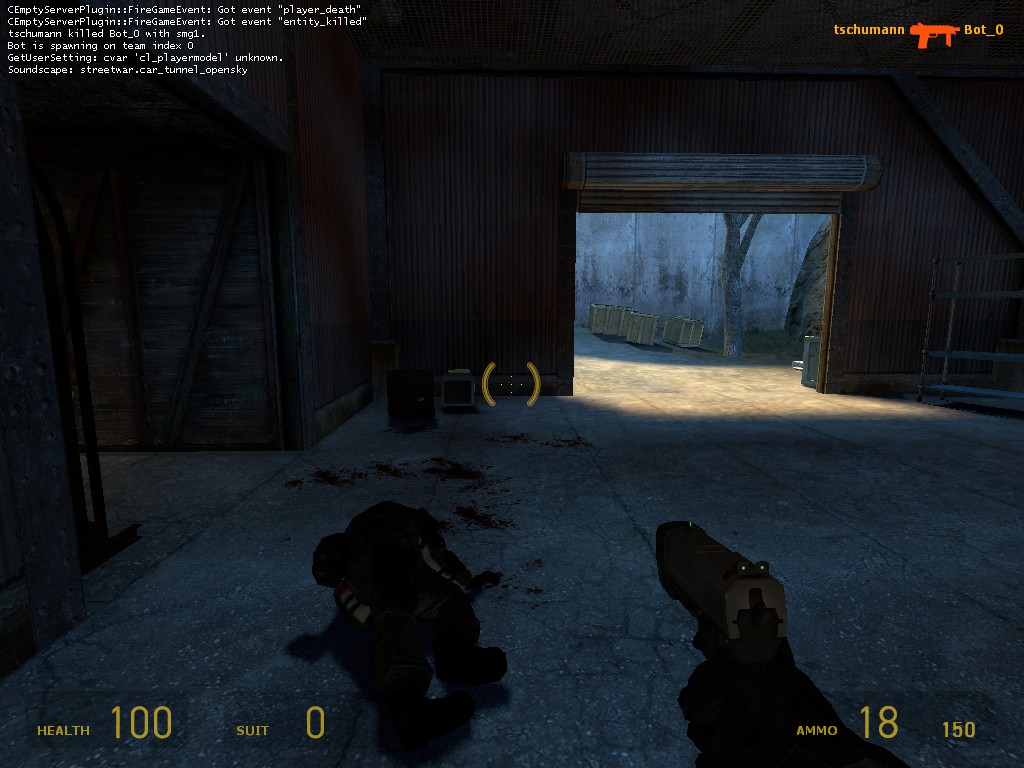 CEmptyServerPlugin::FireGameEvent: Got event "player_death"
CEmptyServerPlugin::FireGameEvent: Got event "entity_killed"
tschumann killed Bot_0 with smg1.
Bot is spawning on team index 0
GetUserSetting: cvar 'cl_playermodel' unknown.
Soundscape: streetwar.car_tunnel_opensky
tschumann Bot_0
HEALTH 100 SUIT 0 AMMO 18 150